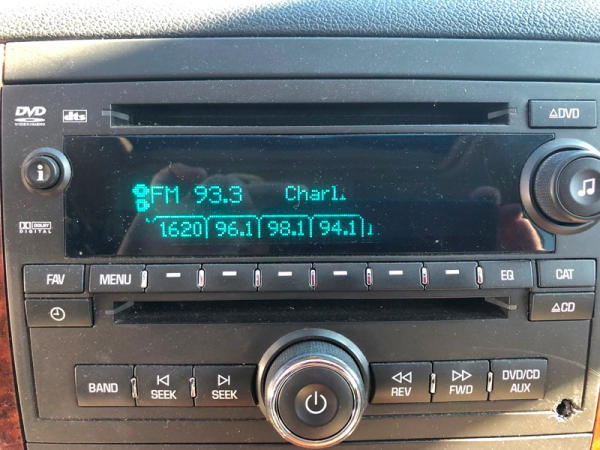 DVD
dts
△DVD
i
FM 93.3 Charl
DOLBY
DIGITAL
1620 96.1 98.1 94.1
FAV MENU EQ CAT
△CD
BAND SEEK SEEK REV FWD DVD/CD
AUX